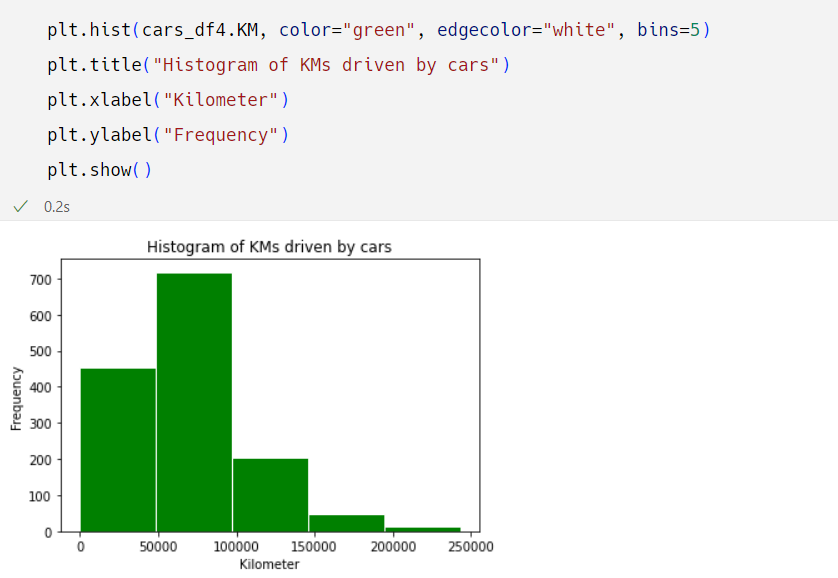 plt.hist(cars_df4.KM, color="green", edgecolor="white", bins=5)
plt.title("Histogram of KMs driven by cars")
plt.xlabel("Kilometer")
plt.ylabel("Frequency")
plt.show()
0.2s
Histogram of KMs driven by cars
700
600
500
400
300
200
100
0
Frequency
0 50000 100000 150000 200000 250000
Kilometer